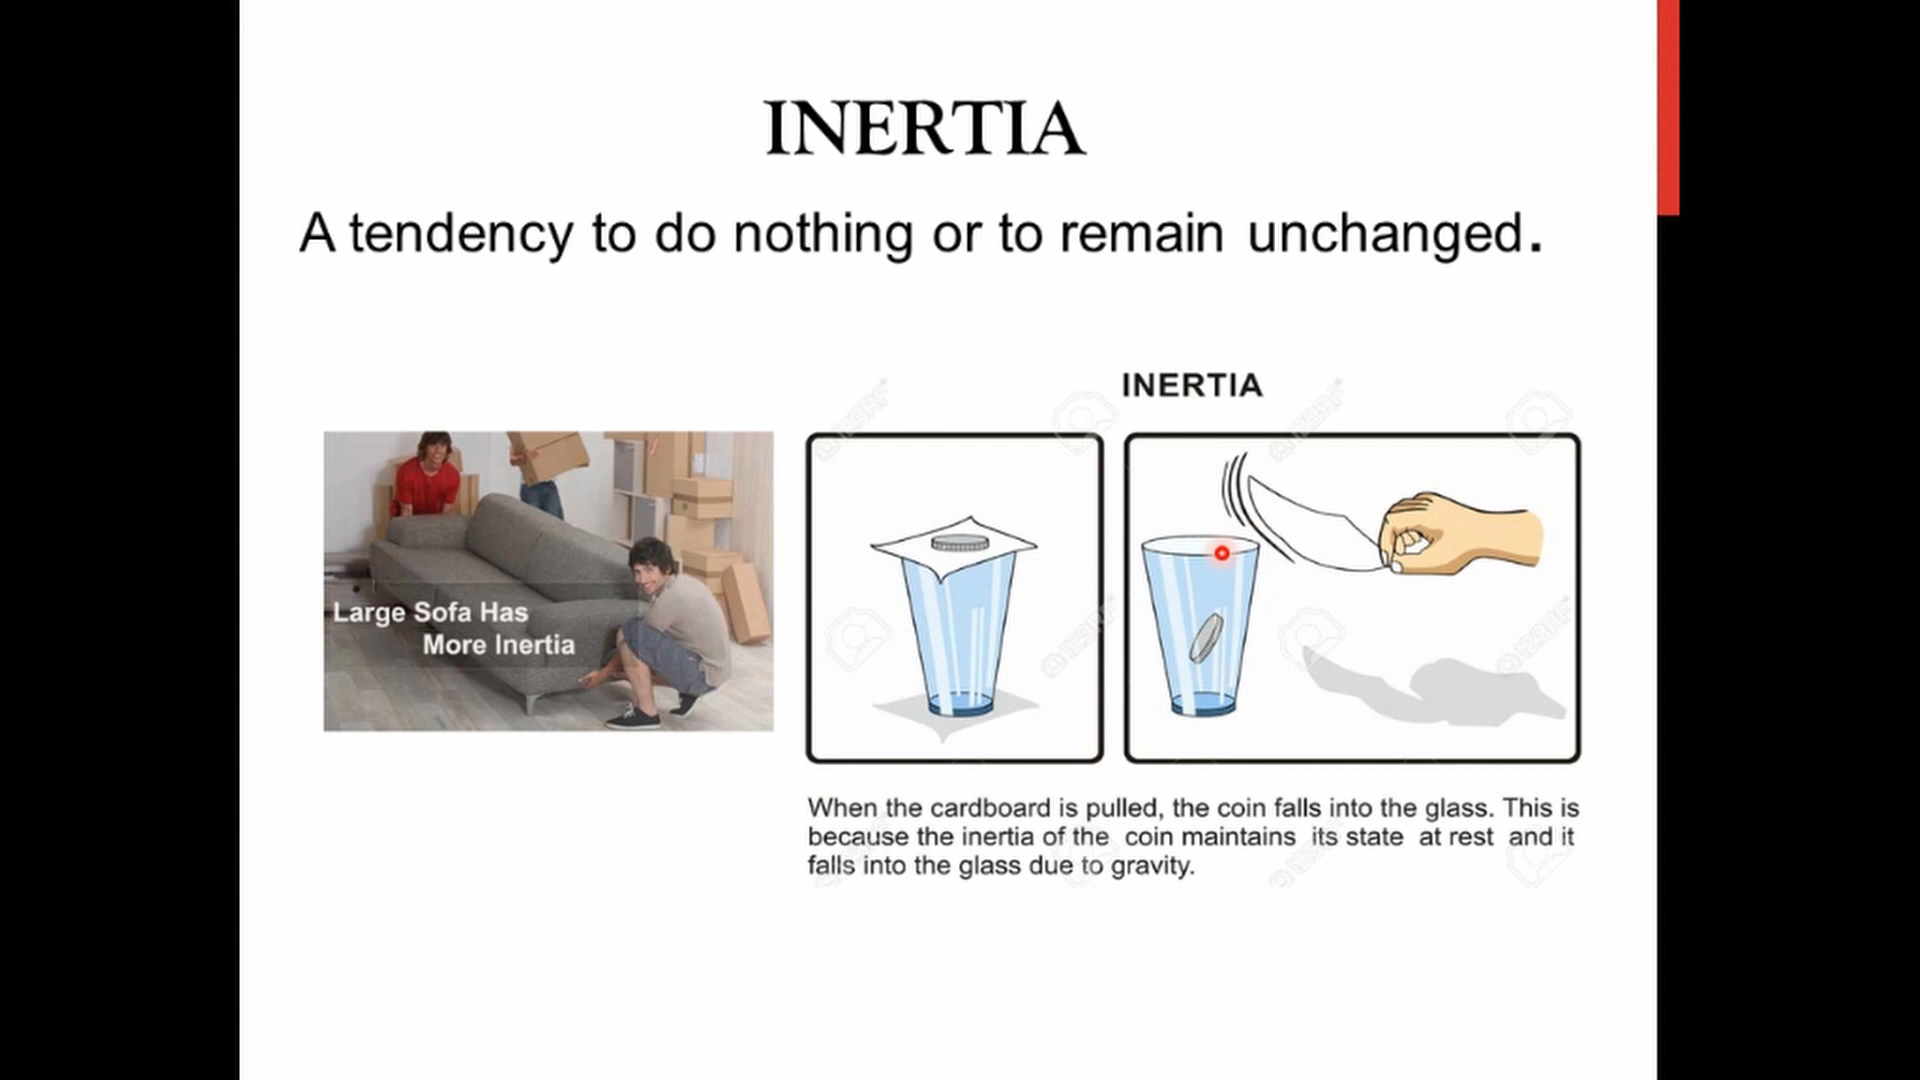 INERTIA
A tendency to do nothing or to remain unchanged.
INERTIA
Large Sofa Has
More Inertia
When the cardboard is pulled, the coin falls into the glass. This is
because the inertia of the coin maintains its state at rest and it
falls into the glass due to gravity.